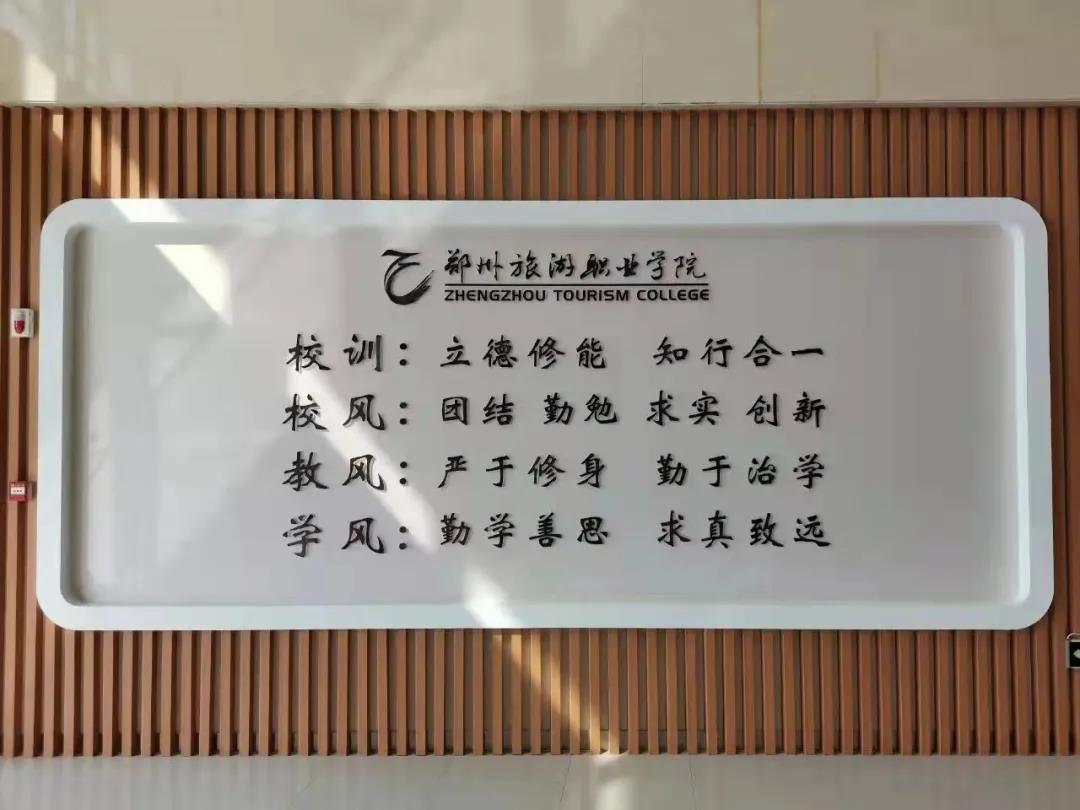 郑州旅游职业学院
ZHENGZHOU TOURISM COLLEGE
校训：立德修能 知行合一
校风：团结 勤勉 求实 创新
教风：严于修身 勤于治学
学风：勤学善思 求真致远